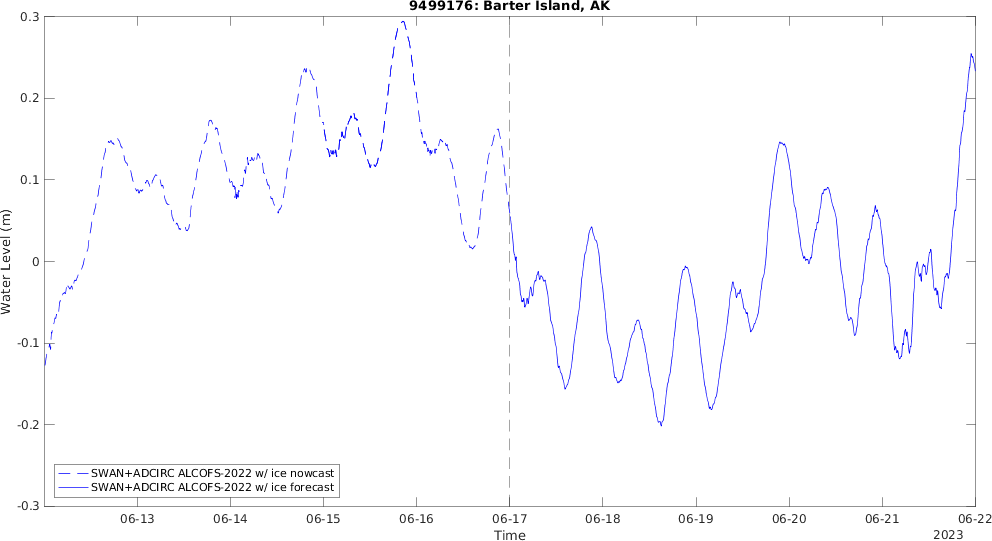 9499176: Barter Island, AK
0.3
0.2
0.1
0
-0.1
-0.2
-0.3
Water Level (m)
SWAN+ADCIRC ALCOFS-2022 w/ ice nowcast
SWAN+ADCIRC ALCOFS-2022 w/ ice forecast
06-13 06-14 06-15 06-16 06-17 06-18 06-19 06-20 06-21 06-22
Time
2023